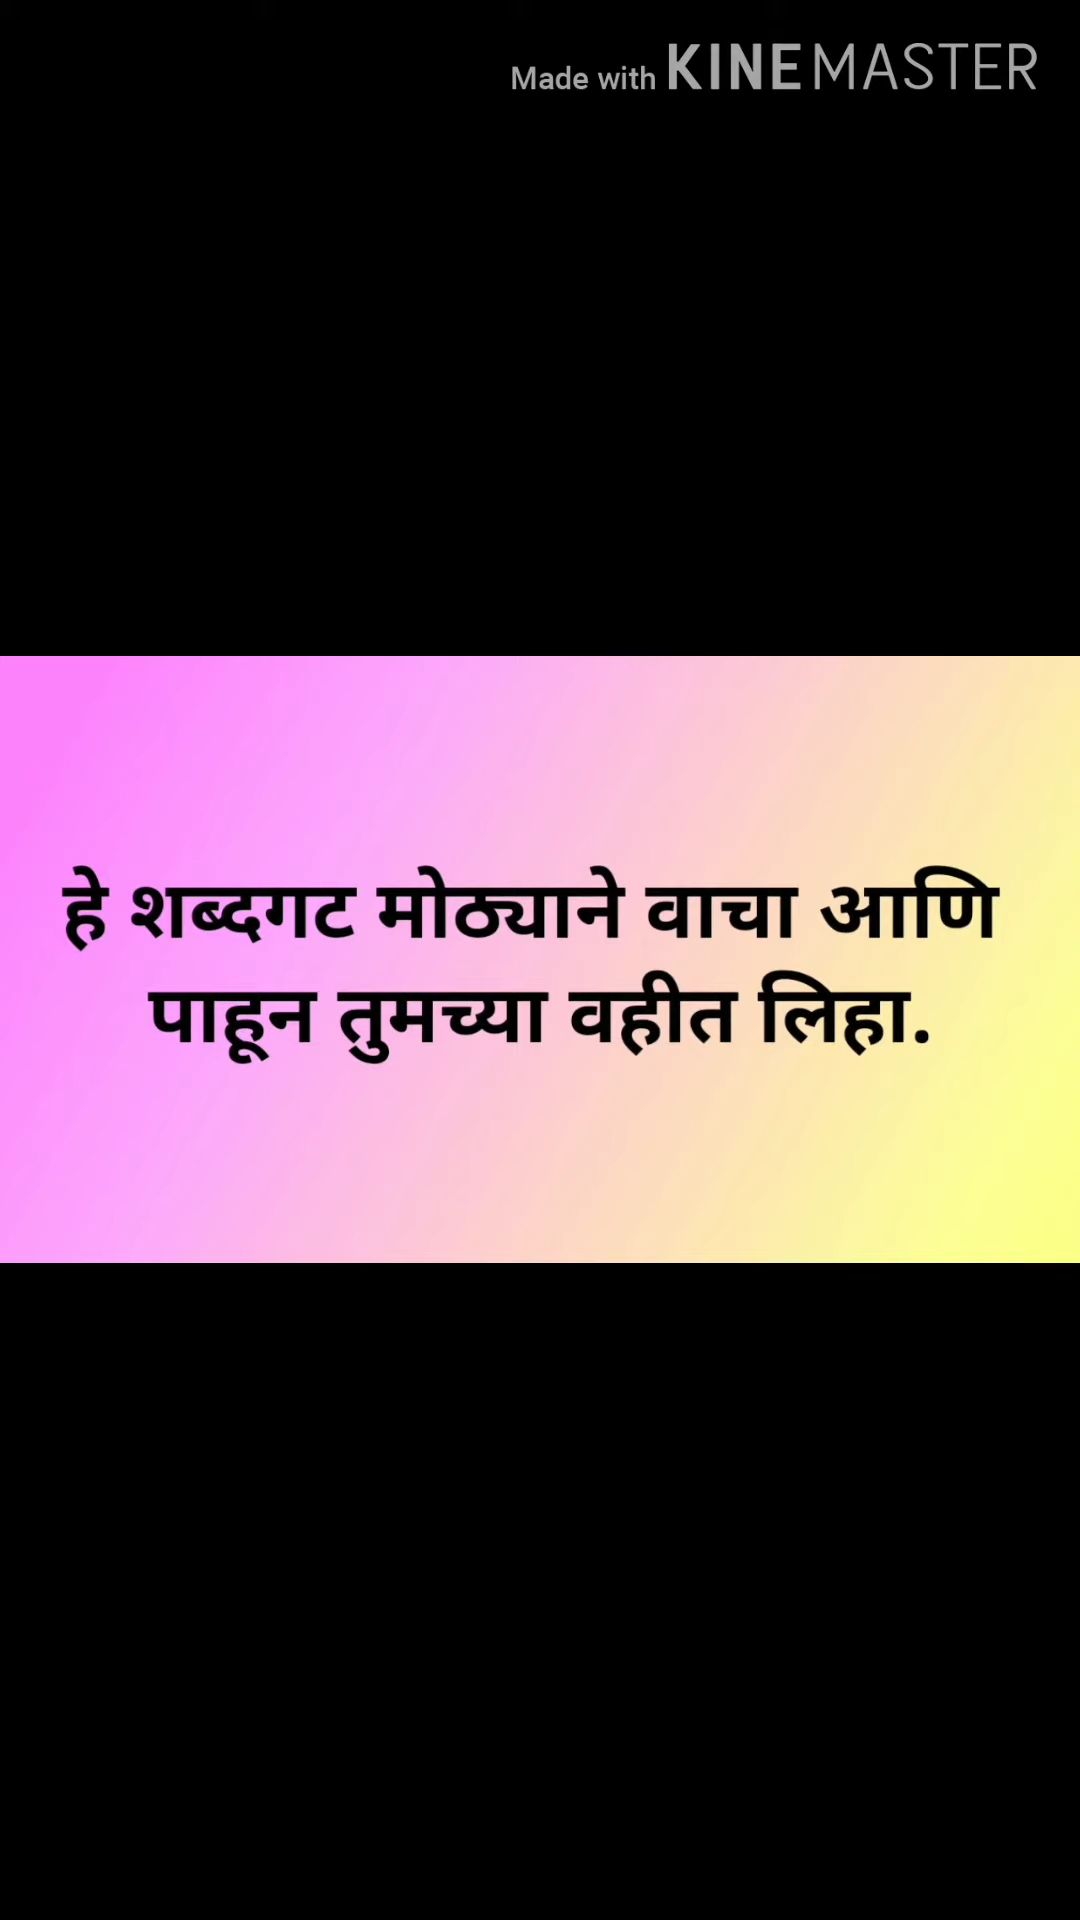 Made with KINEMASTER
हे शब्दगट मोठ्याने वाचा आणि
पाहून तुमच्या वहीत लिहा.